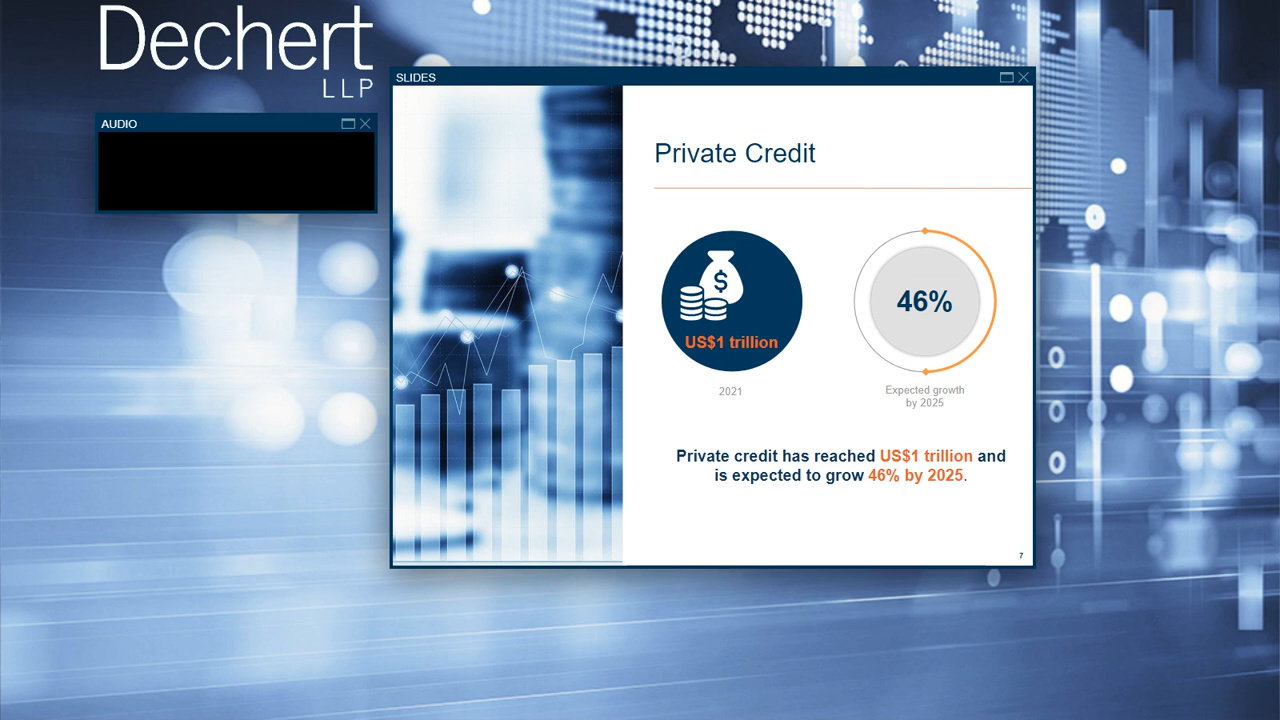 Dechert
LLP
AUDIO
SLIDES
Private Credit
$
US$1 trillion
2021
46%
Expected growth
by 2025
Private credit has reached US$1 trillion and
is expected to grow 46% by 2025.
7